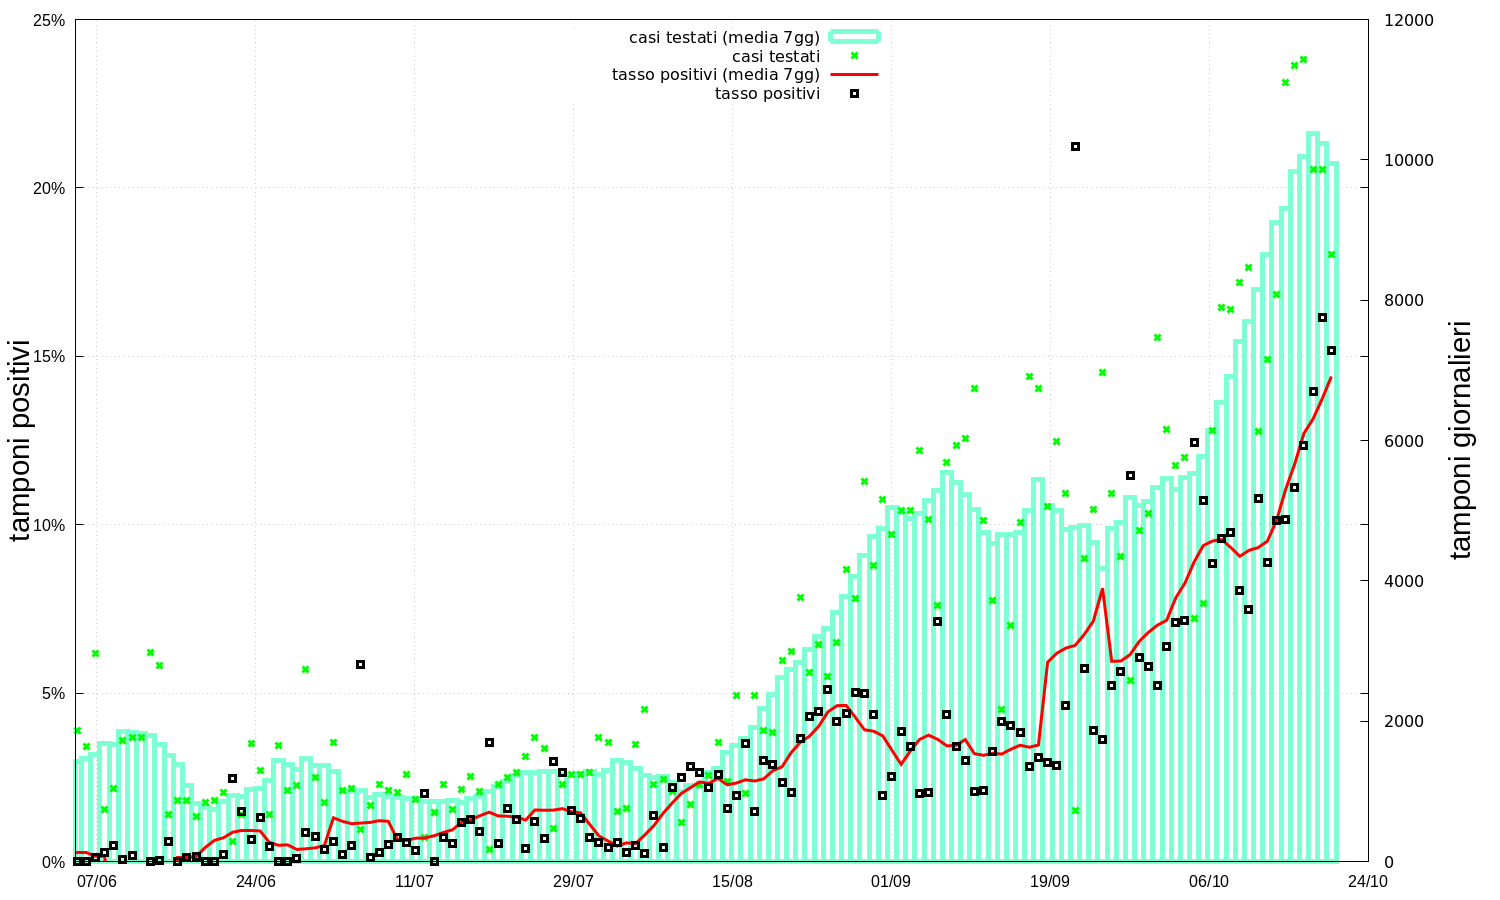 casi testati (media 7gg)
casi testati
tasso positivi (media 7gg)
tasso positivi
tamponi positivi
25%
20%
15%
10%
5%
0%
12000
10000
8000
6000
4000
2000
0
tamponi giornalieri
07/06 24/06 11/07 29/07 15/08 01/09 19/09 06/10 24/10